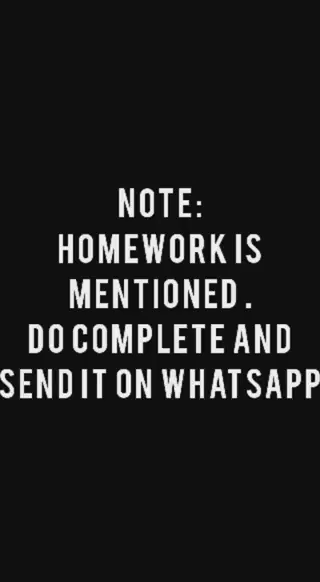 NOTE:
HOMEWORK IS
MENTIONED .
DO COMPLETE AND
SEND IT ON WHATSAPP